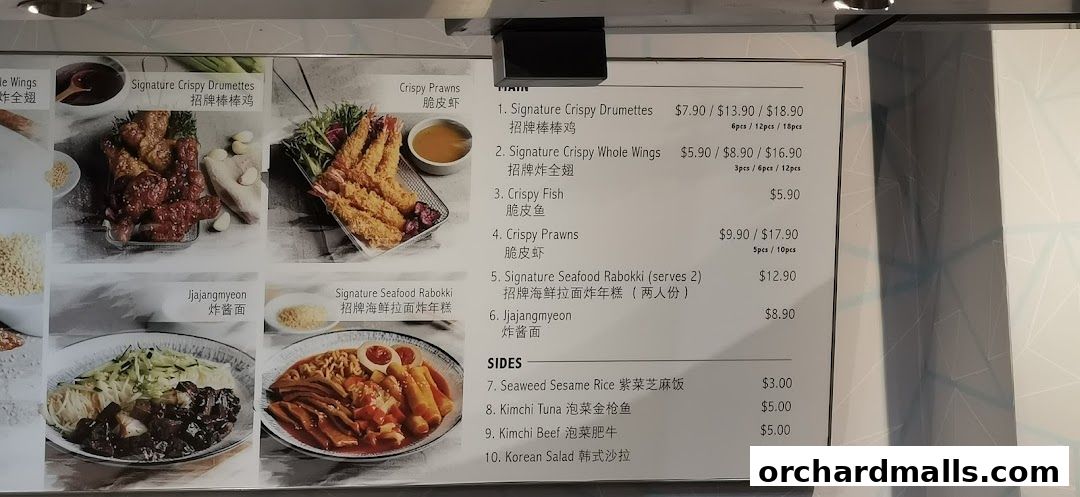 le Wings
炸全翅
Signature Crispy Drumettes
招牌棒棒鸡
Crispy Prawns
脆皮虾
Jjajangmyeon
炸酱面
Signature Seafood Rabokki
招牌海鲜拉面炸年糕
MAIN
1. Signature Crispy Drumettes $7.90 / $13.90 / $18.90
招牌棒棒鸡 6pcs / 12pcs / 18pcs
2. Signature Crispy Whole Wings $5.90 / $8.90 / $16.90
招牌炸全翅 3pcs / 6pcs / 12pcs
3. Crispy Fish $5.90
脆皮鱼
4. Crispy Prawns $9.90 / $17.90
脆皮虾 5pcs / 10pcs
5. Signature Seafood Rabokki (serves 2) $12.90
招牌海鲜拉面炸年糕 ( 两人份 )
6. Jjajangmyeon $8.90
炸酱面
SIDES
7. Seaweed Sesame Rice 紫菜芝麻饭 $3.00
8. Kimchi Tuna 泡菜金枪鱼 $5.00
9. Kimchi Beef 泡菜肥牛 $5.00
10. Korean Salad 韩式沙拉
orchardmalls.com